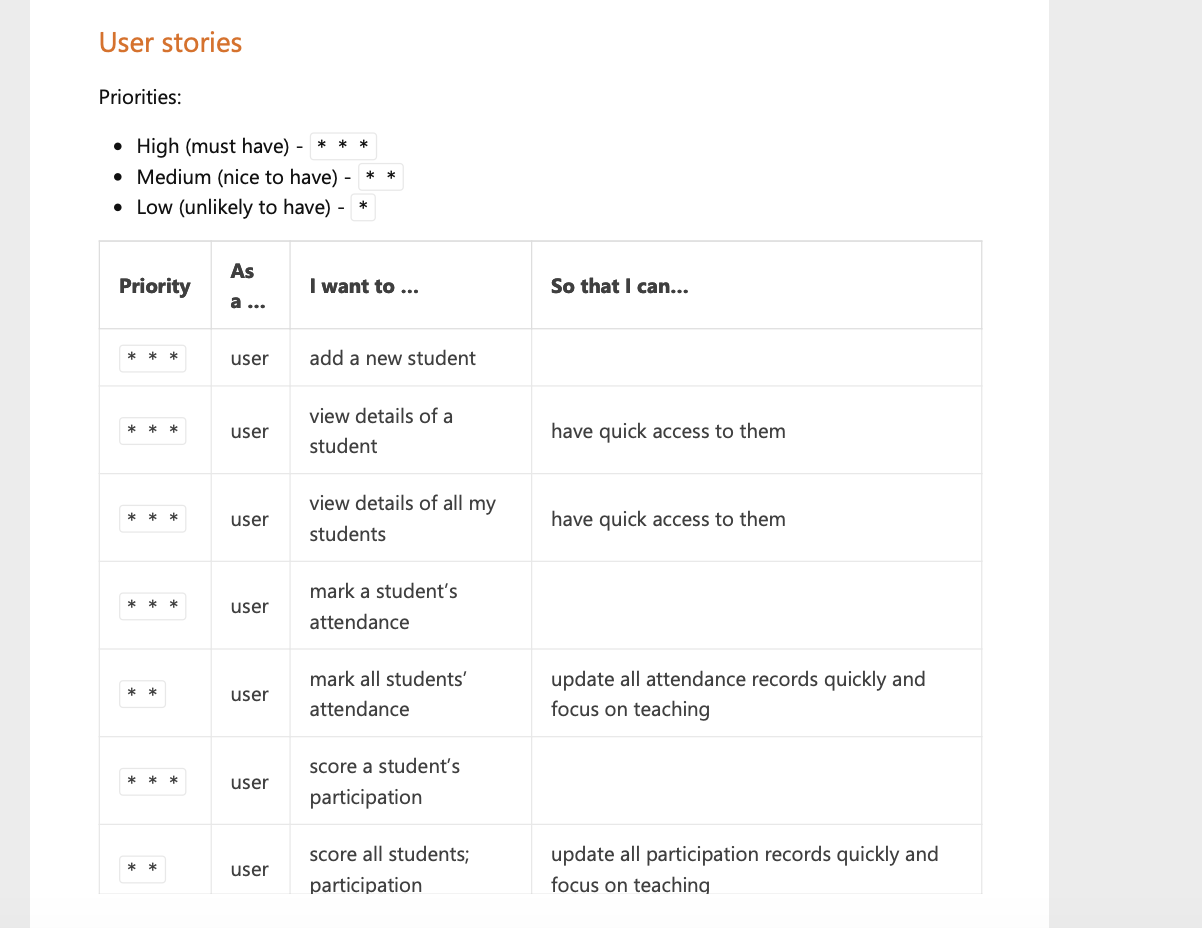 User stories
Priorities:
• High (must have) - * * *
• Medium (nice to have) - * *
• Low (unlikely to have) - *
Priority
As
a ...
I want to ...
So that I can...
* * *
user
add a new student
* * *
user
view details of a
student
have quick access to them
* * *
user
view details of all my
students
have quick access to them
* * *
user
mark a student’s
attendance
* *
user
mark all students’
attendance
update all attendance records quickly and
focus on teaching
* * *
user
score a student’s
participation
* *
user
score all students;
participation
update all participation records quickly and
focus on teaching